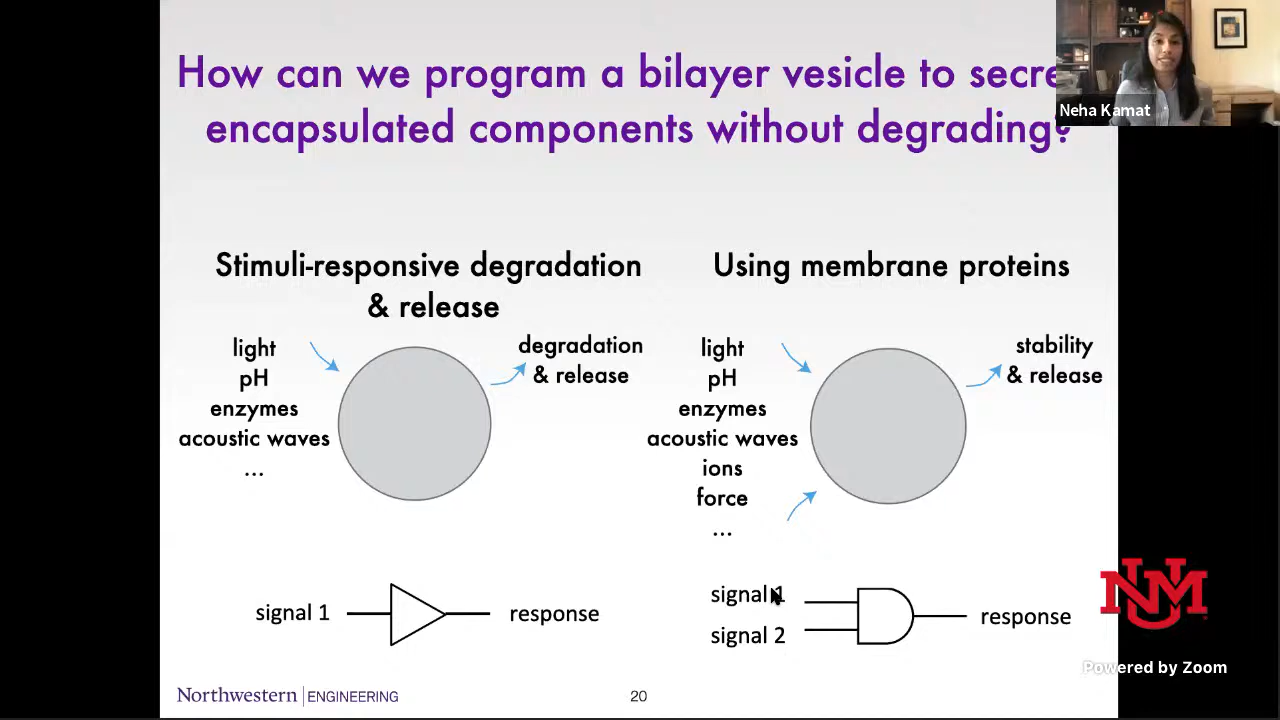 How can we program a bilayer vesicle to secre
encapsulated components without degrading?
Neha Kamat
Stimuli-responsive degradation
& release
light
pH
enzymes
acoustic waves
...
degradation
& release
signal 1
response
Using membrane proteins
light
pH
enzymes
acoustic waves
ions
force
...
stability
& release
signal 1
signal 2
response
Northwestern | ENGINEERING
20
UNM
Powered by Zoom